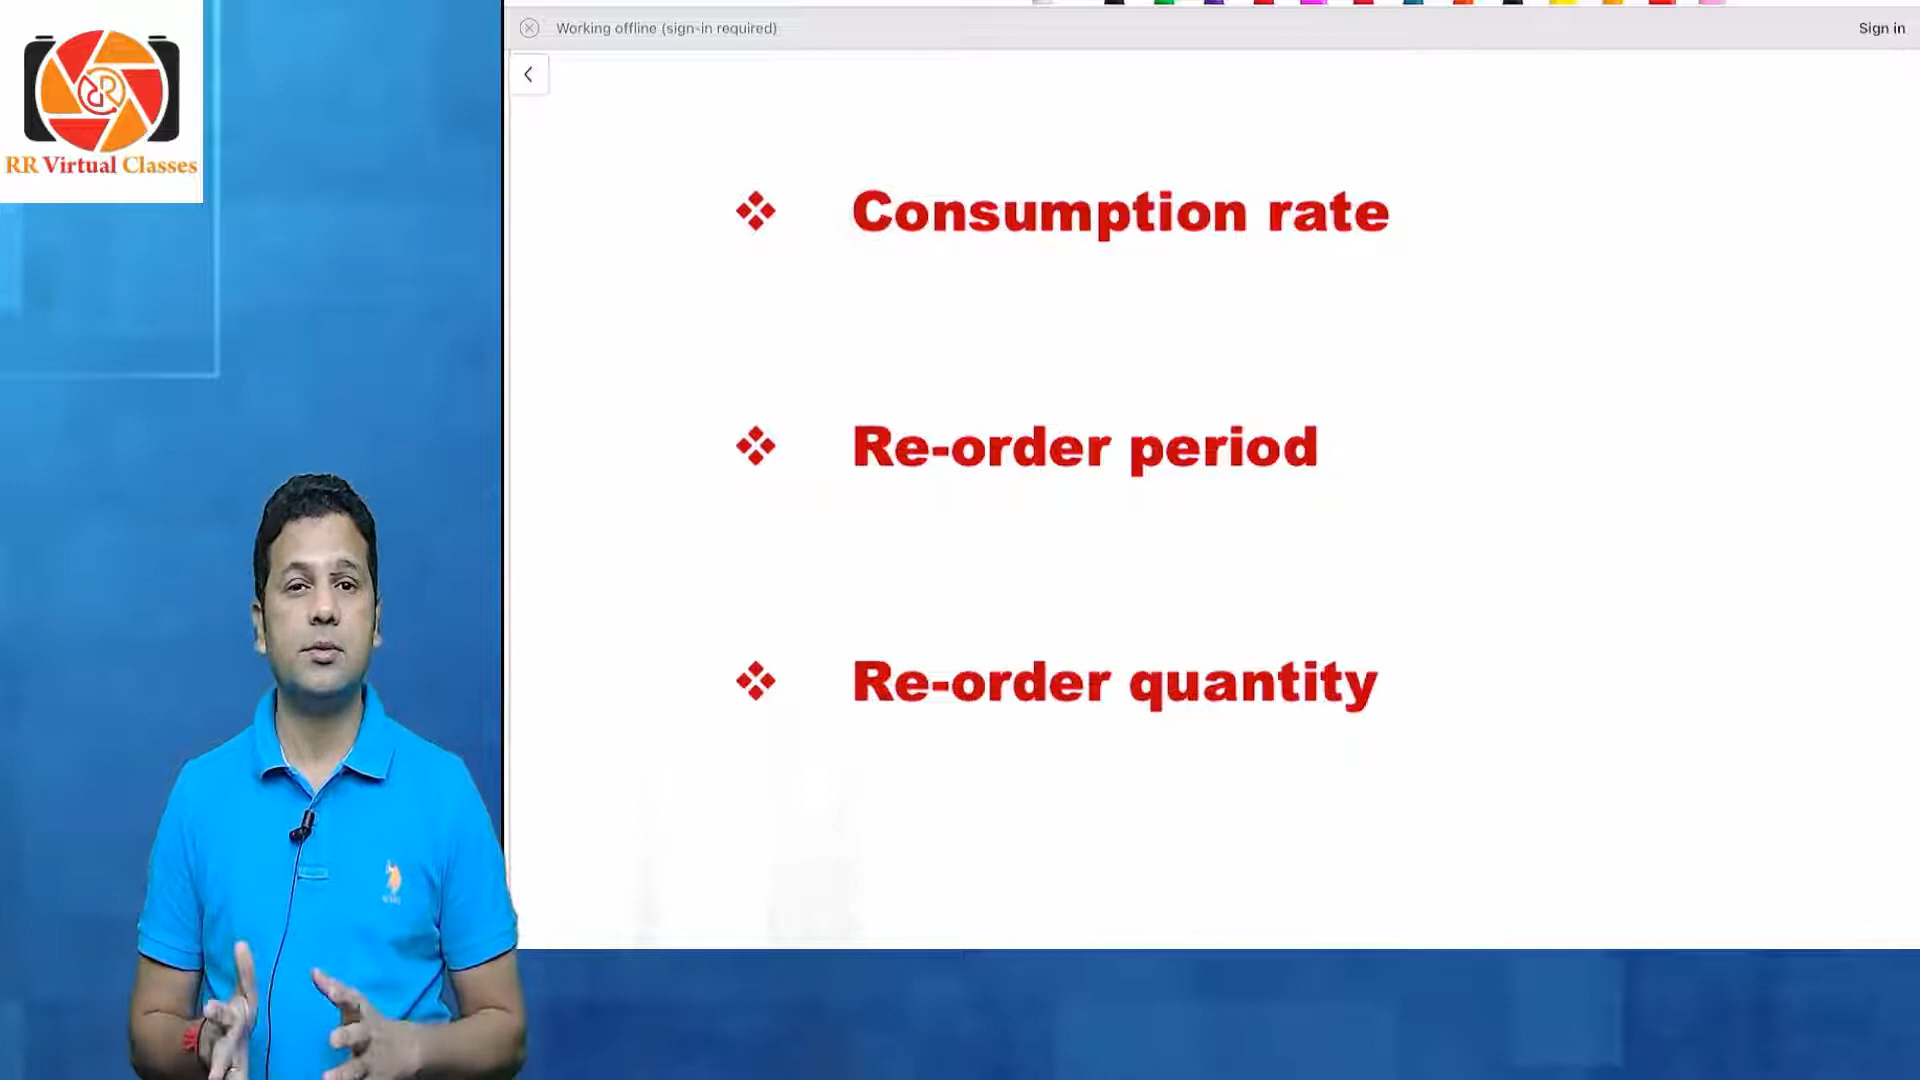 RR Virtual Classes
Working offline (sign-in required)
Sign in
❖ Consumption rate
❖ Re-order period
❖ Re-order quantity